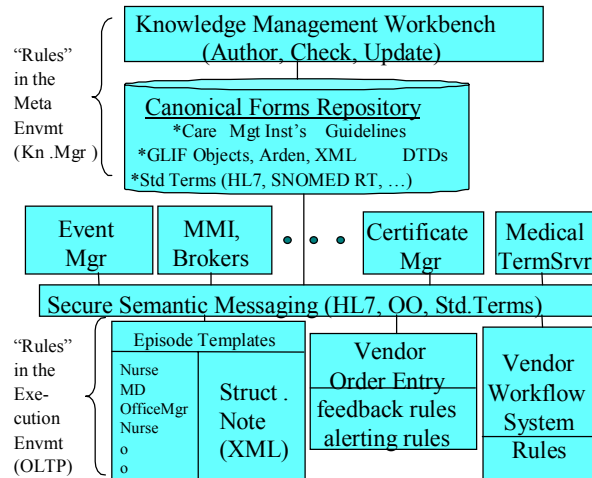 Knowledge Management Workbench
(Author, Check, Update)
“Rules”
in the
Meta
Envmt
(Kn .Mgr )
Canonical Forms Repository
*Care Mgt Inst’s Guidelines
*GLIF Objects, Arden, XML DTDs
*Std Terms (HL7, SNOMED RT, ...)
Event
Mgr
MMI,
Brokers
Certificate
Mgr
Medical
TermSrvr
Secure Semantic Messaging (HL7, OO, Std.Terms)
“Rules”
in the
Exe-
cution
Envmt
(OLTP)
Episode Templates
Nurse
MD
OfficeMgr
Nurse
o
o
Struct .
Note
(XML)
Vendor
Order Entry
feedback rules
alerting rules
Vendor
Workflow
System
Rules